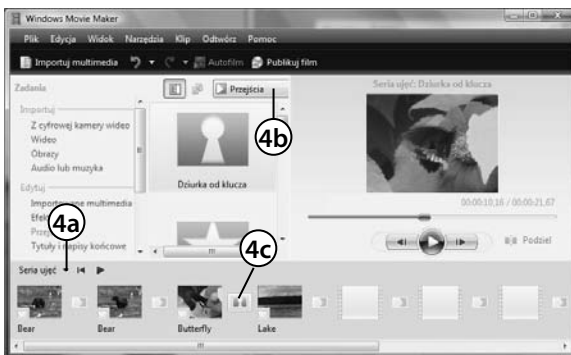 Windows Movie Maker
Plik Edycja Widok Narzędzia Klip Odtwórz Pomoc
Importuj multimedia Autofilm Publikuj film
Zadania
Przejścia
4b
Seria ujęć: Dziurka od klucza
Importuj
Z cyfrowej kamery wideo
Wideo
Obrazy
Audio lub muzyka
Dziurka od klucza
Edytuj
Importowane multimedia
4a
Tytuły i napisy końcowe
00:00:10,16 / 00:00:21,67
Podziel
4c
Seria ujęć
Bear Bear Butterfly Lake